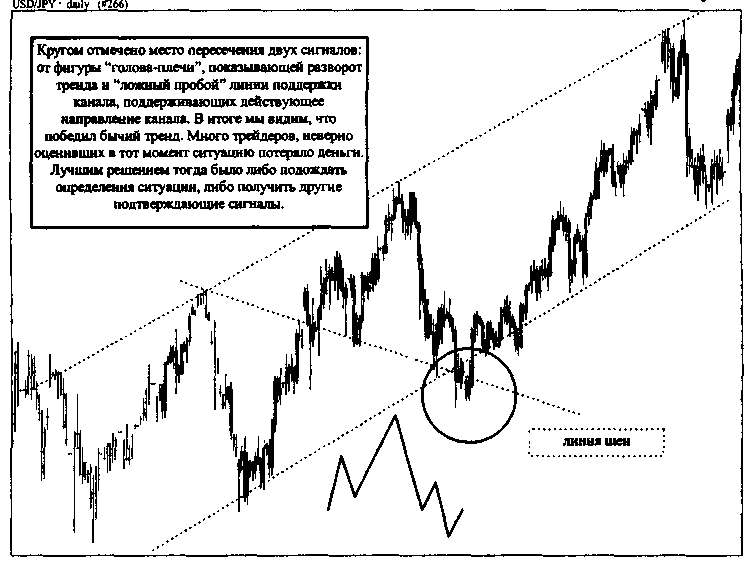 USD/JPY · daily (#266)
Кругом отмечено место пересечения двух сигналов:
от фигуры "голова-плечи", показывающей разворот
тренда и "ложный пробой" линии поддержки
канала, поддерживающих действующее
направление канала. В итоге мы видим, что
победил бычий тренд. Много трейдеров, неверно
оценивших в тот момент ситуацию потеряло деньги.
Лучшим решением тогда было либо подождать
определения ситуации, либо получить другие
подтверждающие сигналы.
линия шеи